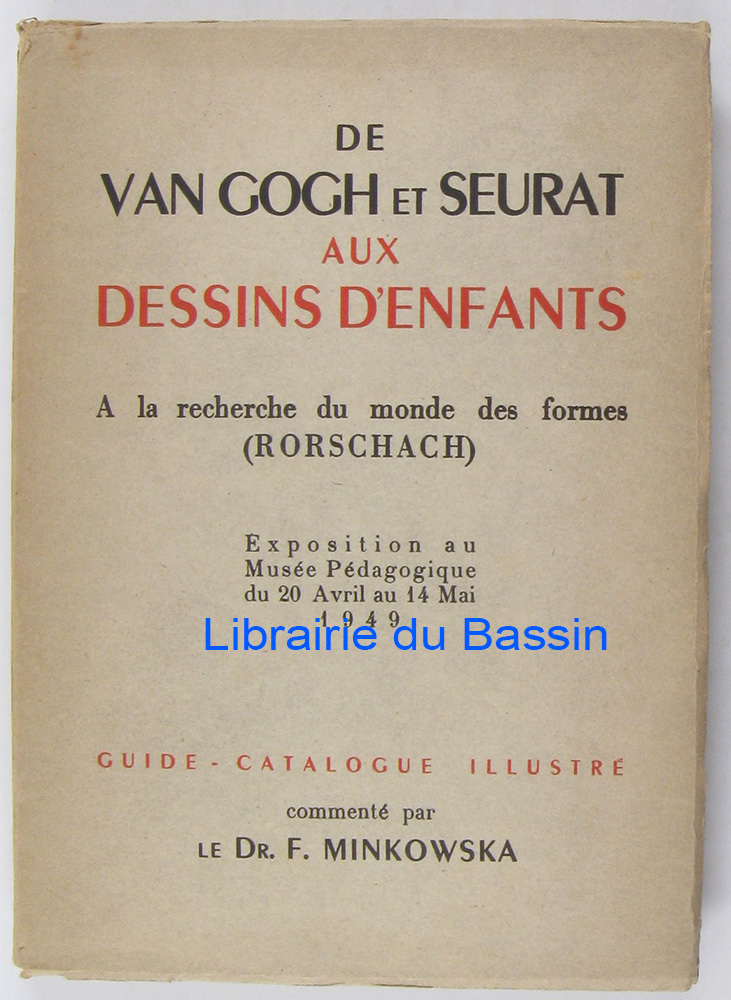 DE
VAN GOGH ET SEURAT
AUX
DESSINS D'ENFANTS
A la recherche du monde des formes
(RORSCHACH)
Exposition au
Musée Pédagogique
du 20 Avril au 14 Mai
1949
Librairie du Bassin
GUIDE - CATALOGUE ILLUSTRÉ
commenté par
LE DR. F. MINKOWSKA